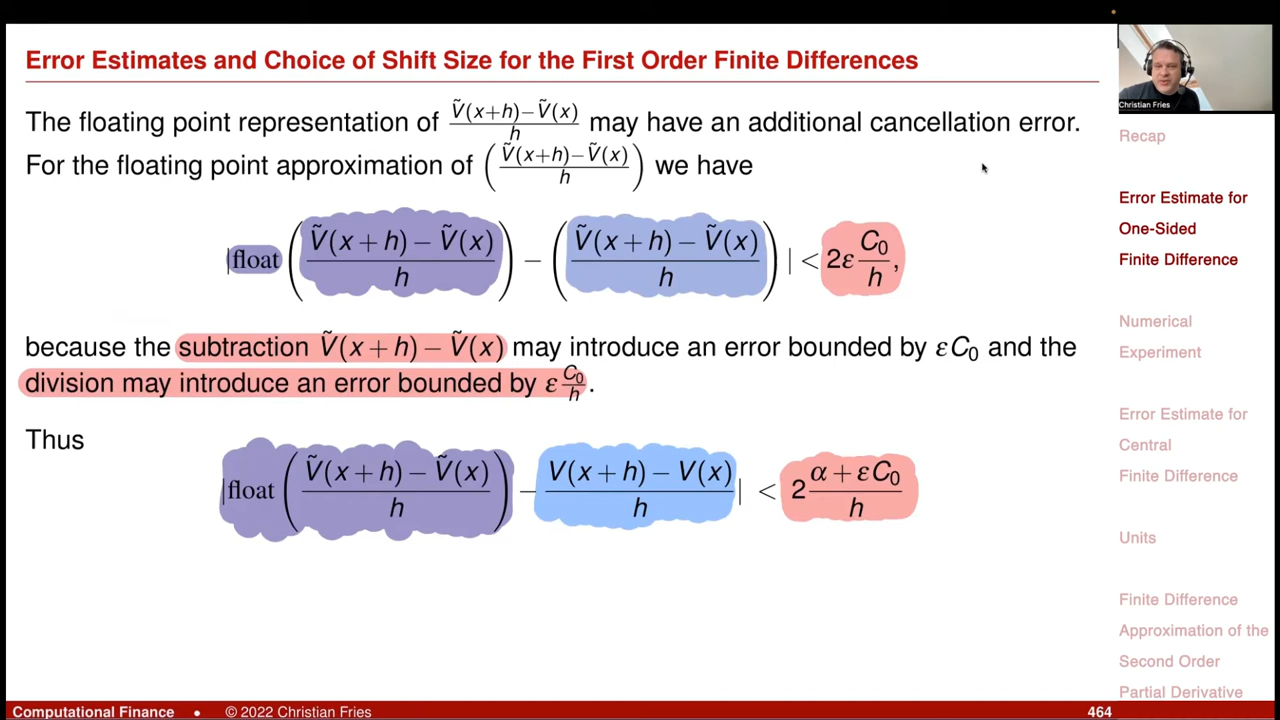 Error Estimates and Choice of Shift Size for the First Order Finite Differences
The floating point representation of Ṽ(x+h)−Ṽ(x) / h may have an additional cancellation error.
For the floating point approximation of (Ṽ(x+h)−Ṽ(x) / h) we have
|float(Ṽ(x+h)−Ṽ(x) / h) − (Ṽ(x+h)−Ṽ(x) / h)| < 2ε C₀/h,
because the subtraction Ṽ(x+h)−Ṽ(x) may introduce an error bounded by εC₀ and the
division may introduce an error bounded by ε C₀/h.
Thus
|float(Ṽ(x+h)−Ṽ(x) / h) − V(x+h)−V(x) / h| < 2 α+εC₀ / h
Christian Fries
Recap
Error Estimate for
One-Sided
Finite Difference
Numerical
Experiment
Error Estimate for
Central
Finite Difference
Units
Finite Difference
Approximation of the
Second Order
Partial Derivative
Computational Finance • © 2022 Christian Fries 464